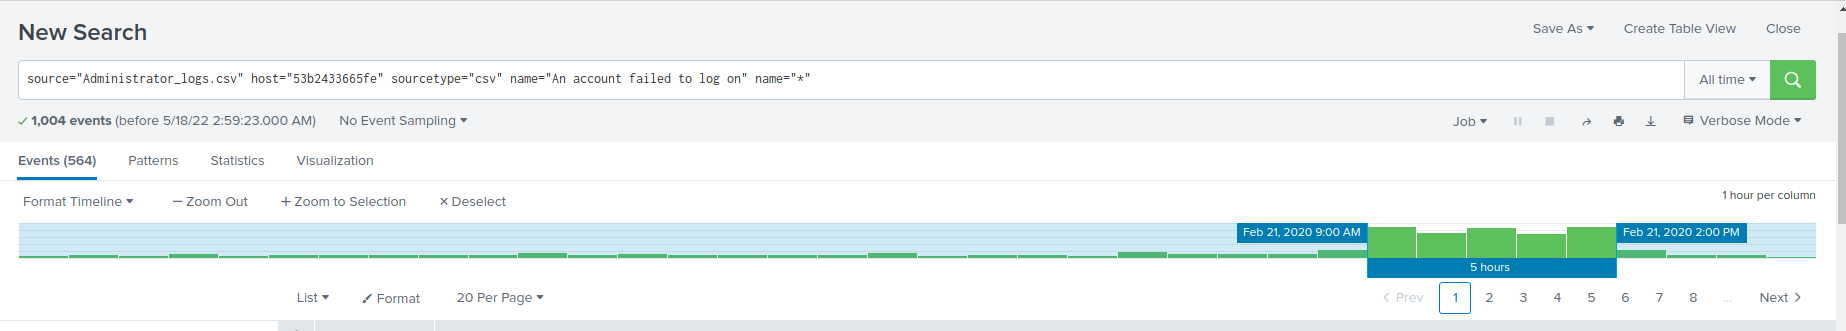 New Search
Save As
Create Table View
Close
source="Administrator_logs.csv" host="53b2433665fe" sourcetype="csv" name="An account failed to log on" name="*"
All time
1,004 events (before 5/18/22 2:59:23.000 AM)
No Event Sampling
Job
Verbose Mode
Events (564)
Patterns
Statistics
Visualization
Format Timeline
— Zoom Out
+ Zoom to Selection
× Deselect
1 hour per column
Feb 21, 2020 9:00 AM
Feb 21, 2020 2:00 PM
5 hours
List
Format
20 Per Page
< Prev
1
2
3
4
5
6
7
8
...
Next >